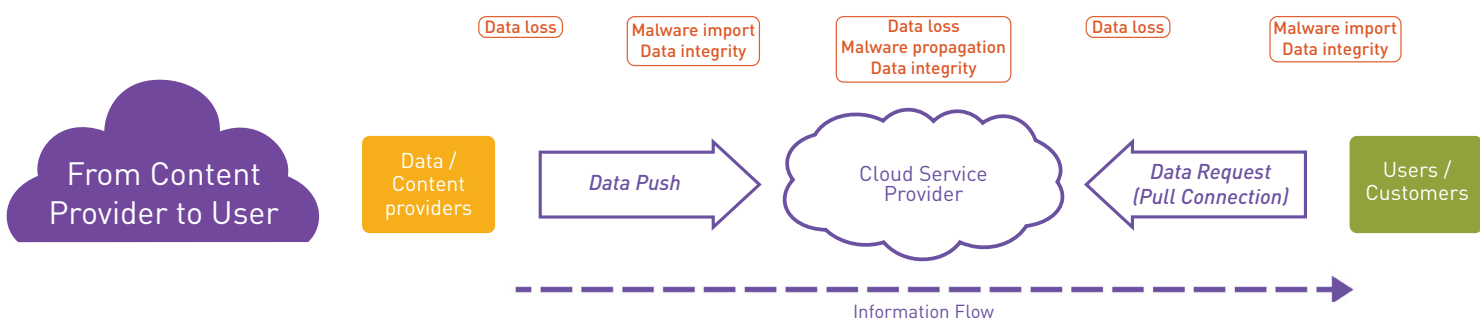 Data loss
Malware import
Data integrity
Data loss
Malware propagation
Data integrity
Data loss
Malware import
Data integrity
From Content
Provider to User
Data /
Content
providers
Data Push
Cloud Service
Provider
Data Request
(Pull Connection)
Users /
Customers
Information Flow